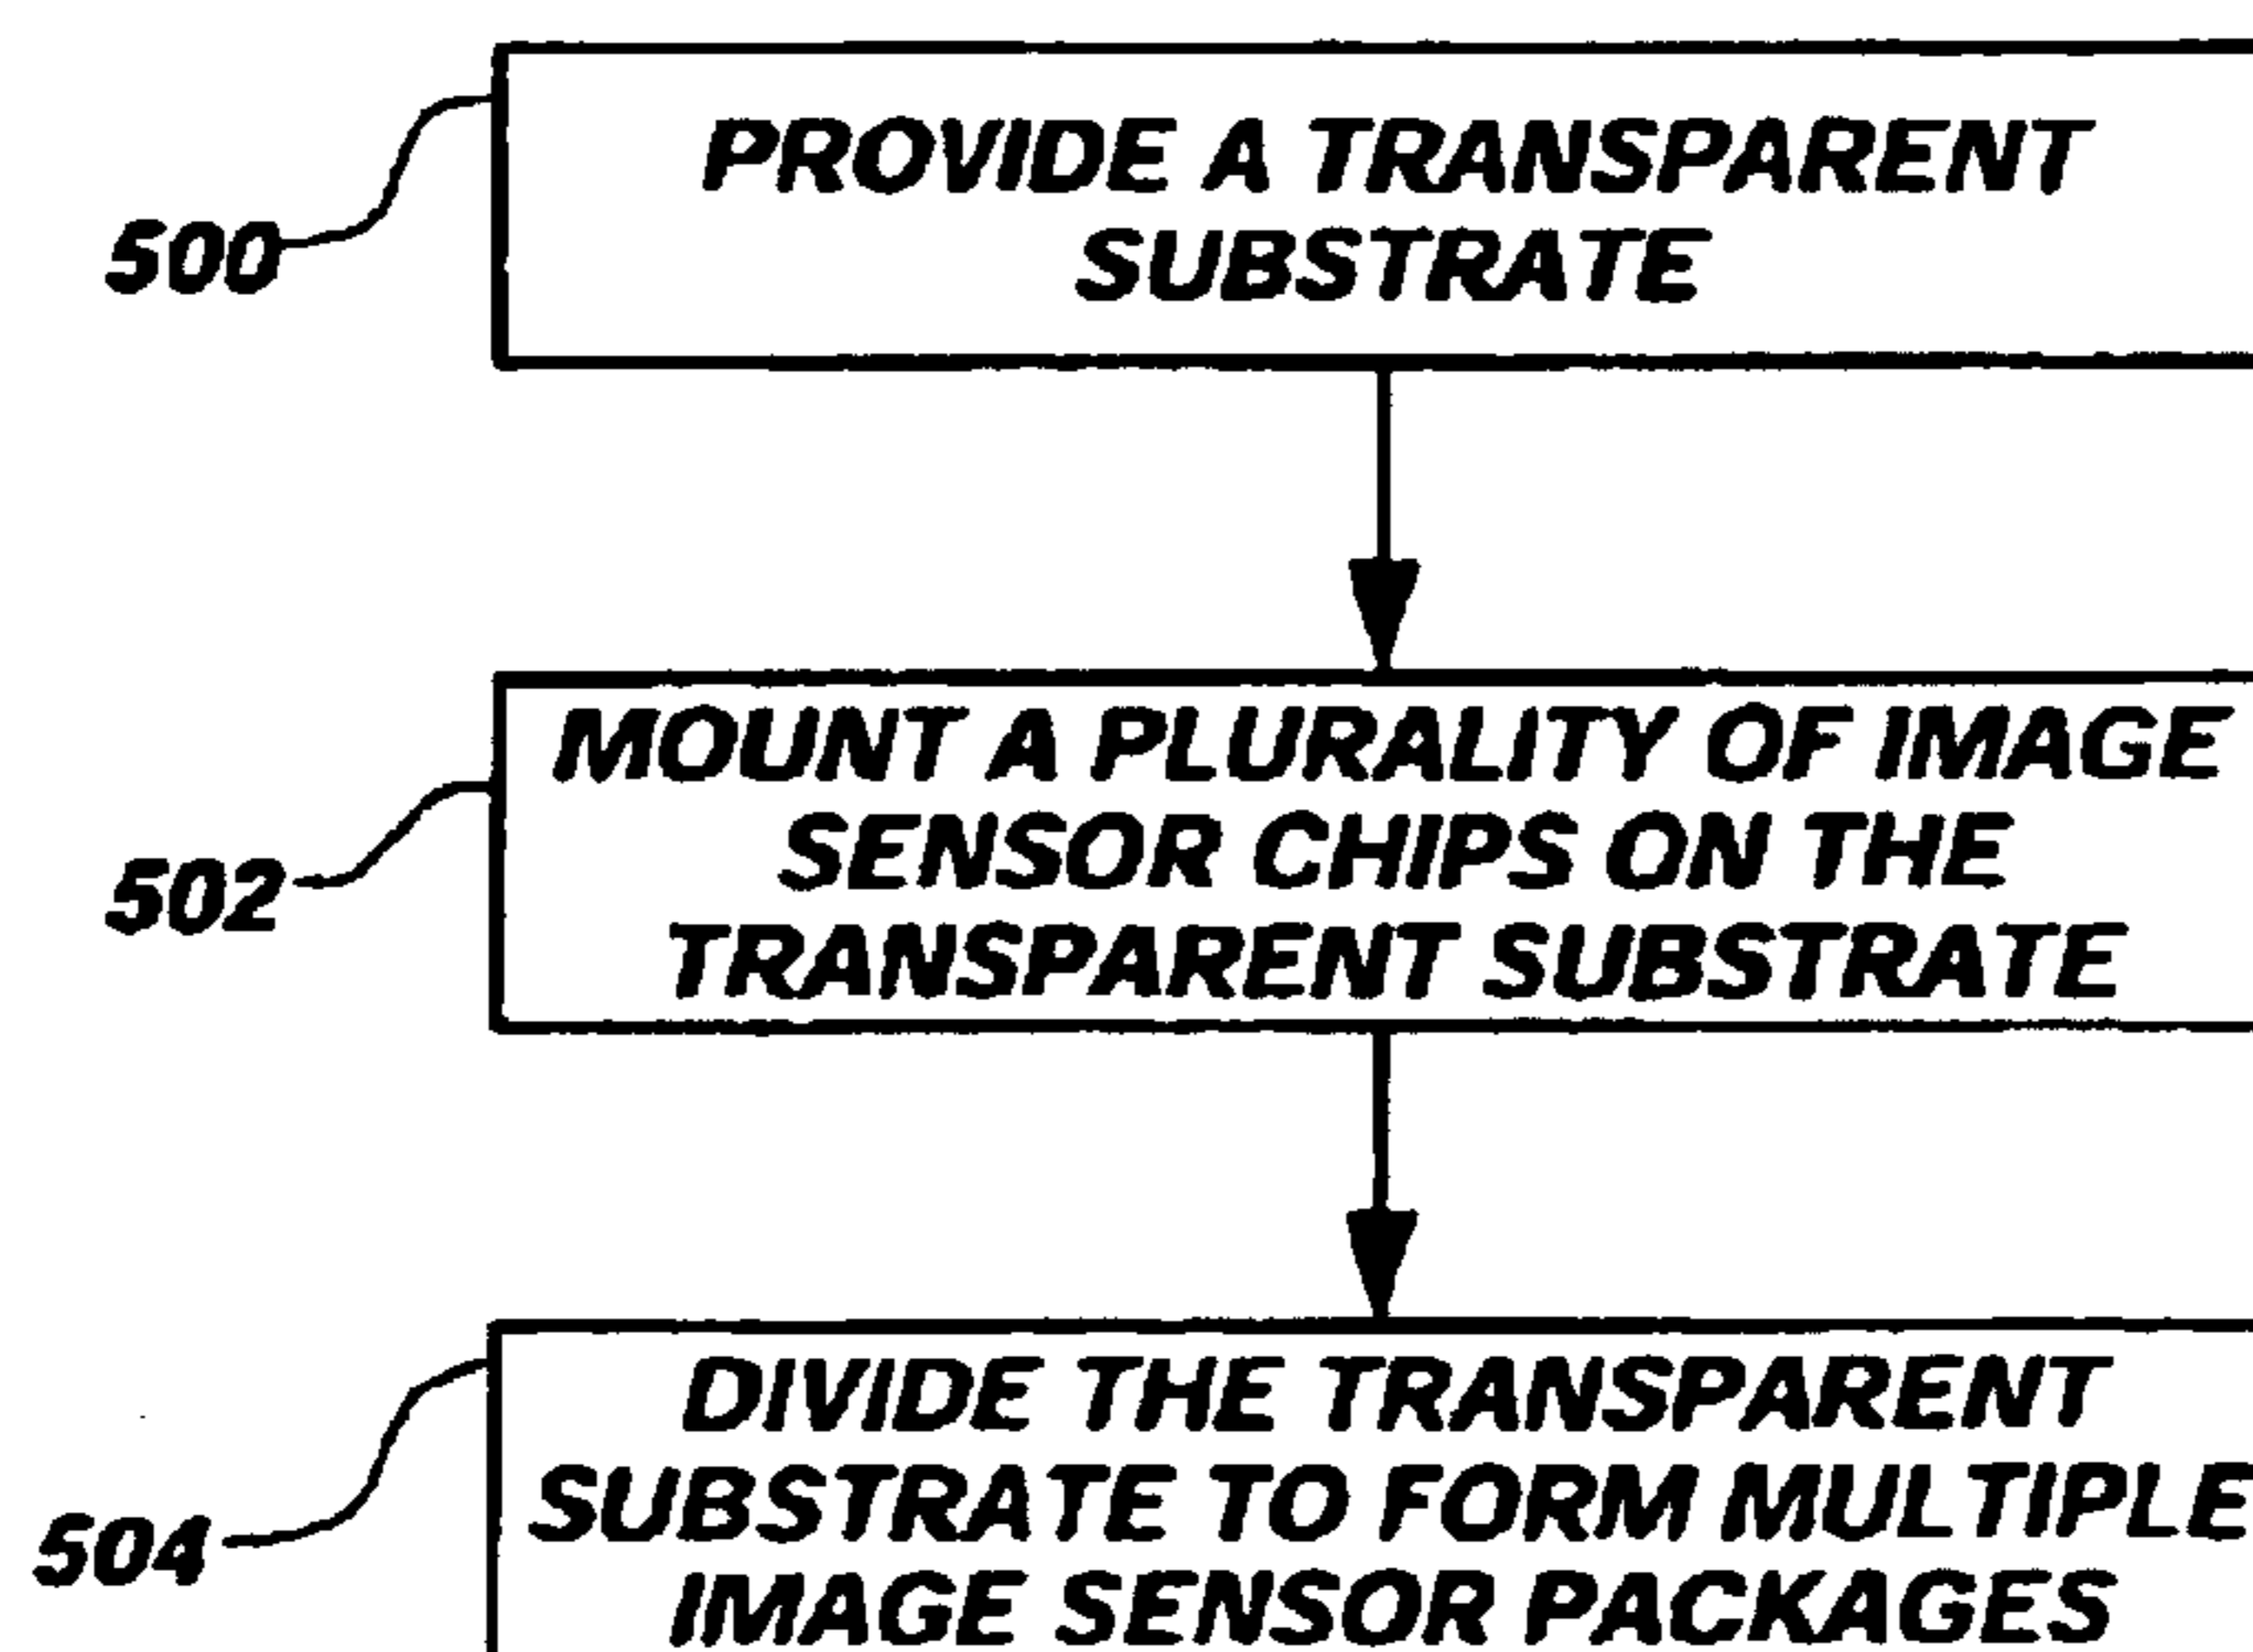 PROVIDE A TRANSPARENT
SUBSTRATE
500
MOUNT A PLURALITY OF IMAGE
SENSOR CHIPS ON THE
TRANSPARENT SUBSTRATE
502
DIVIDE THE TRANSPARENT
SUBSTRATE TO FORM MULTIPLE
IMAGE SENSOR PACKAGES
504